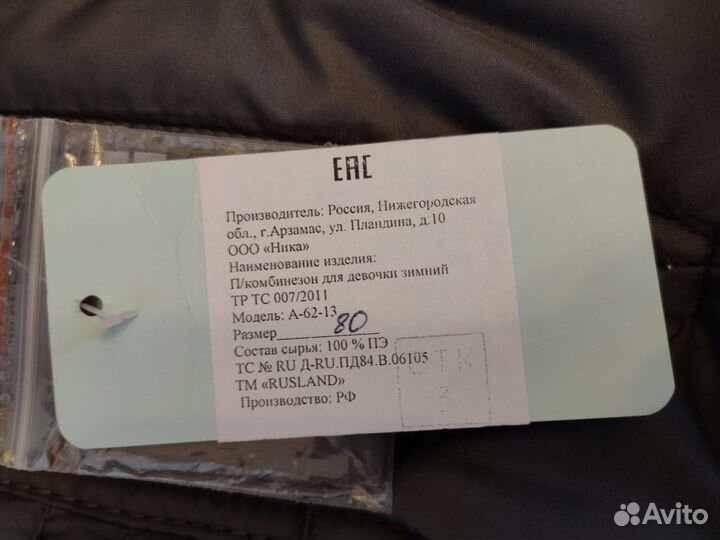 EAC
Производитель: Россия, Нижегородская
обл., г.Арзамас, ул. Пландина, д.10
ООО «Ника»
Наименование изделия:
П/комбинезон для девочки зимний
ТР ТС 007/2011
Модель: А-62-13
Размер 80
Состав сырья: 100 % ПЭ
ТС № RU Д-RU.ПД84.В.06105
ТМ «RUSLAND»
Производство: РФ
ОТК
3
Avito